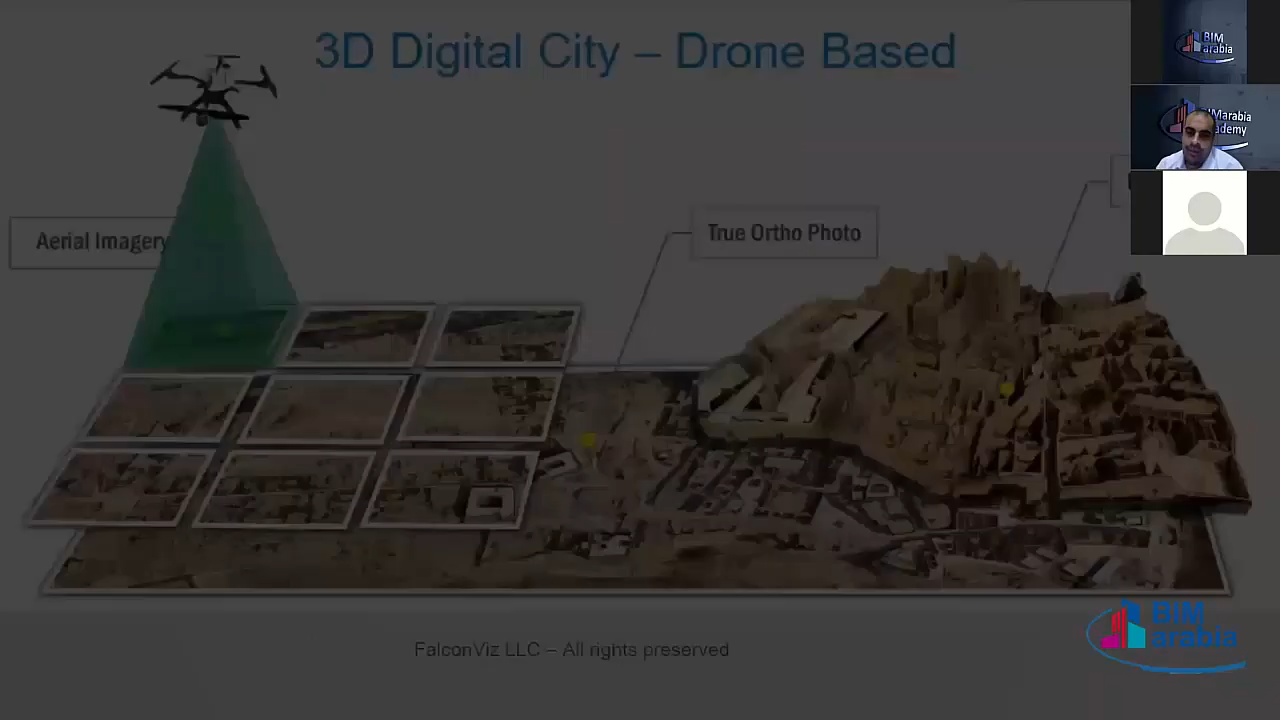 3D Digital City – Drone Based
BIM
arabia
BIMarabia
Academy
Aerial Imagery
True Ortho Photo
BIM
arabia
FalconViz LLC – All rights preserved